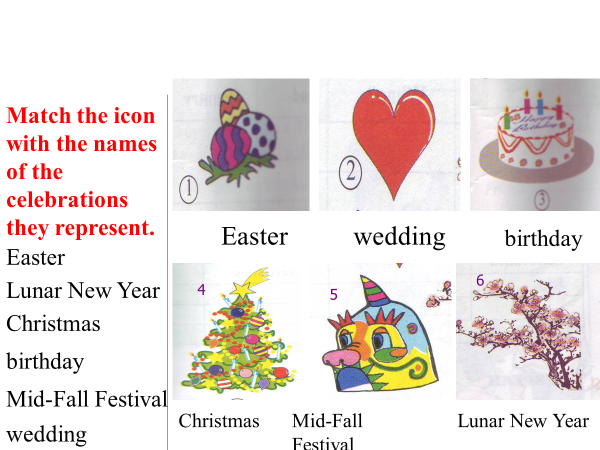 Match the icon
with the names
of the
celebrations
they represent.
Easter
Lunar New Year
Christmas
birthday
Mid-Fall Festival
wedding
1
2
Happy
Birthday
3
Easter
wedding
birthday
4
5
6
Christmas
Mid-Fall
Festival
Lunar New Year